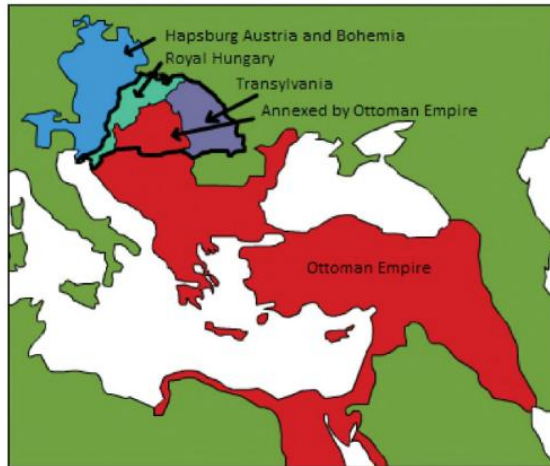 Hapsburg Austria and Bohemia
Royal Hungary
Transylvania
Annexed by Ottoman Empire
Ottoman Empire